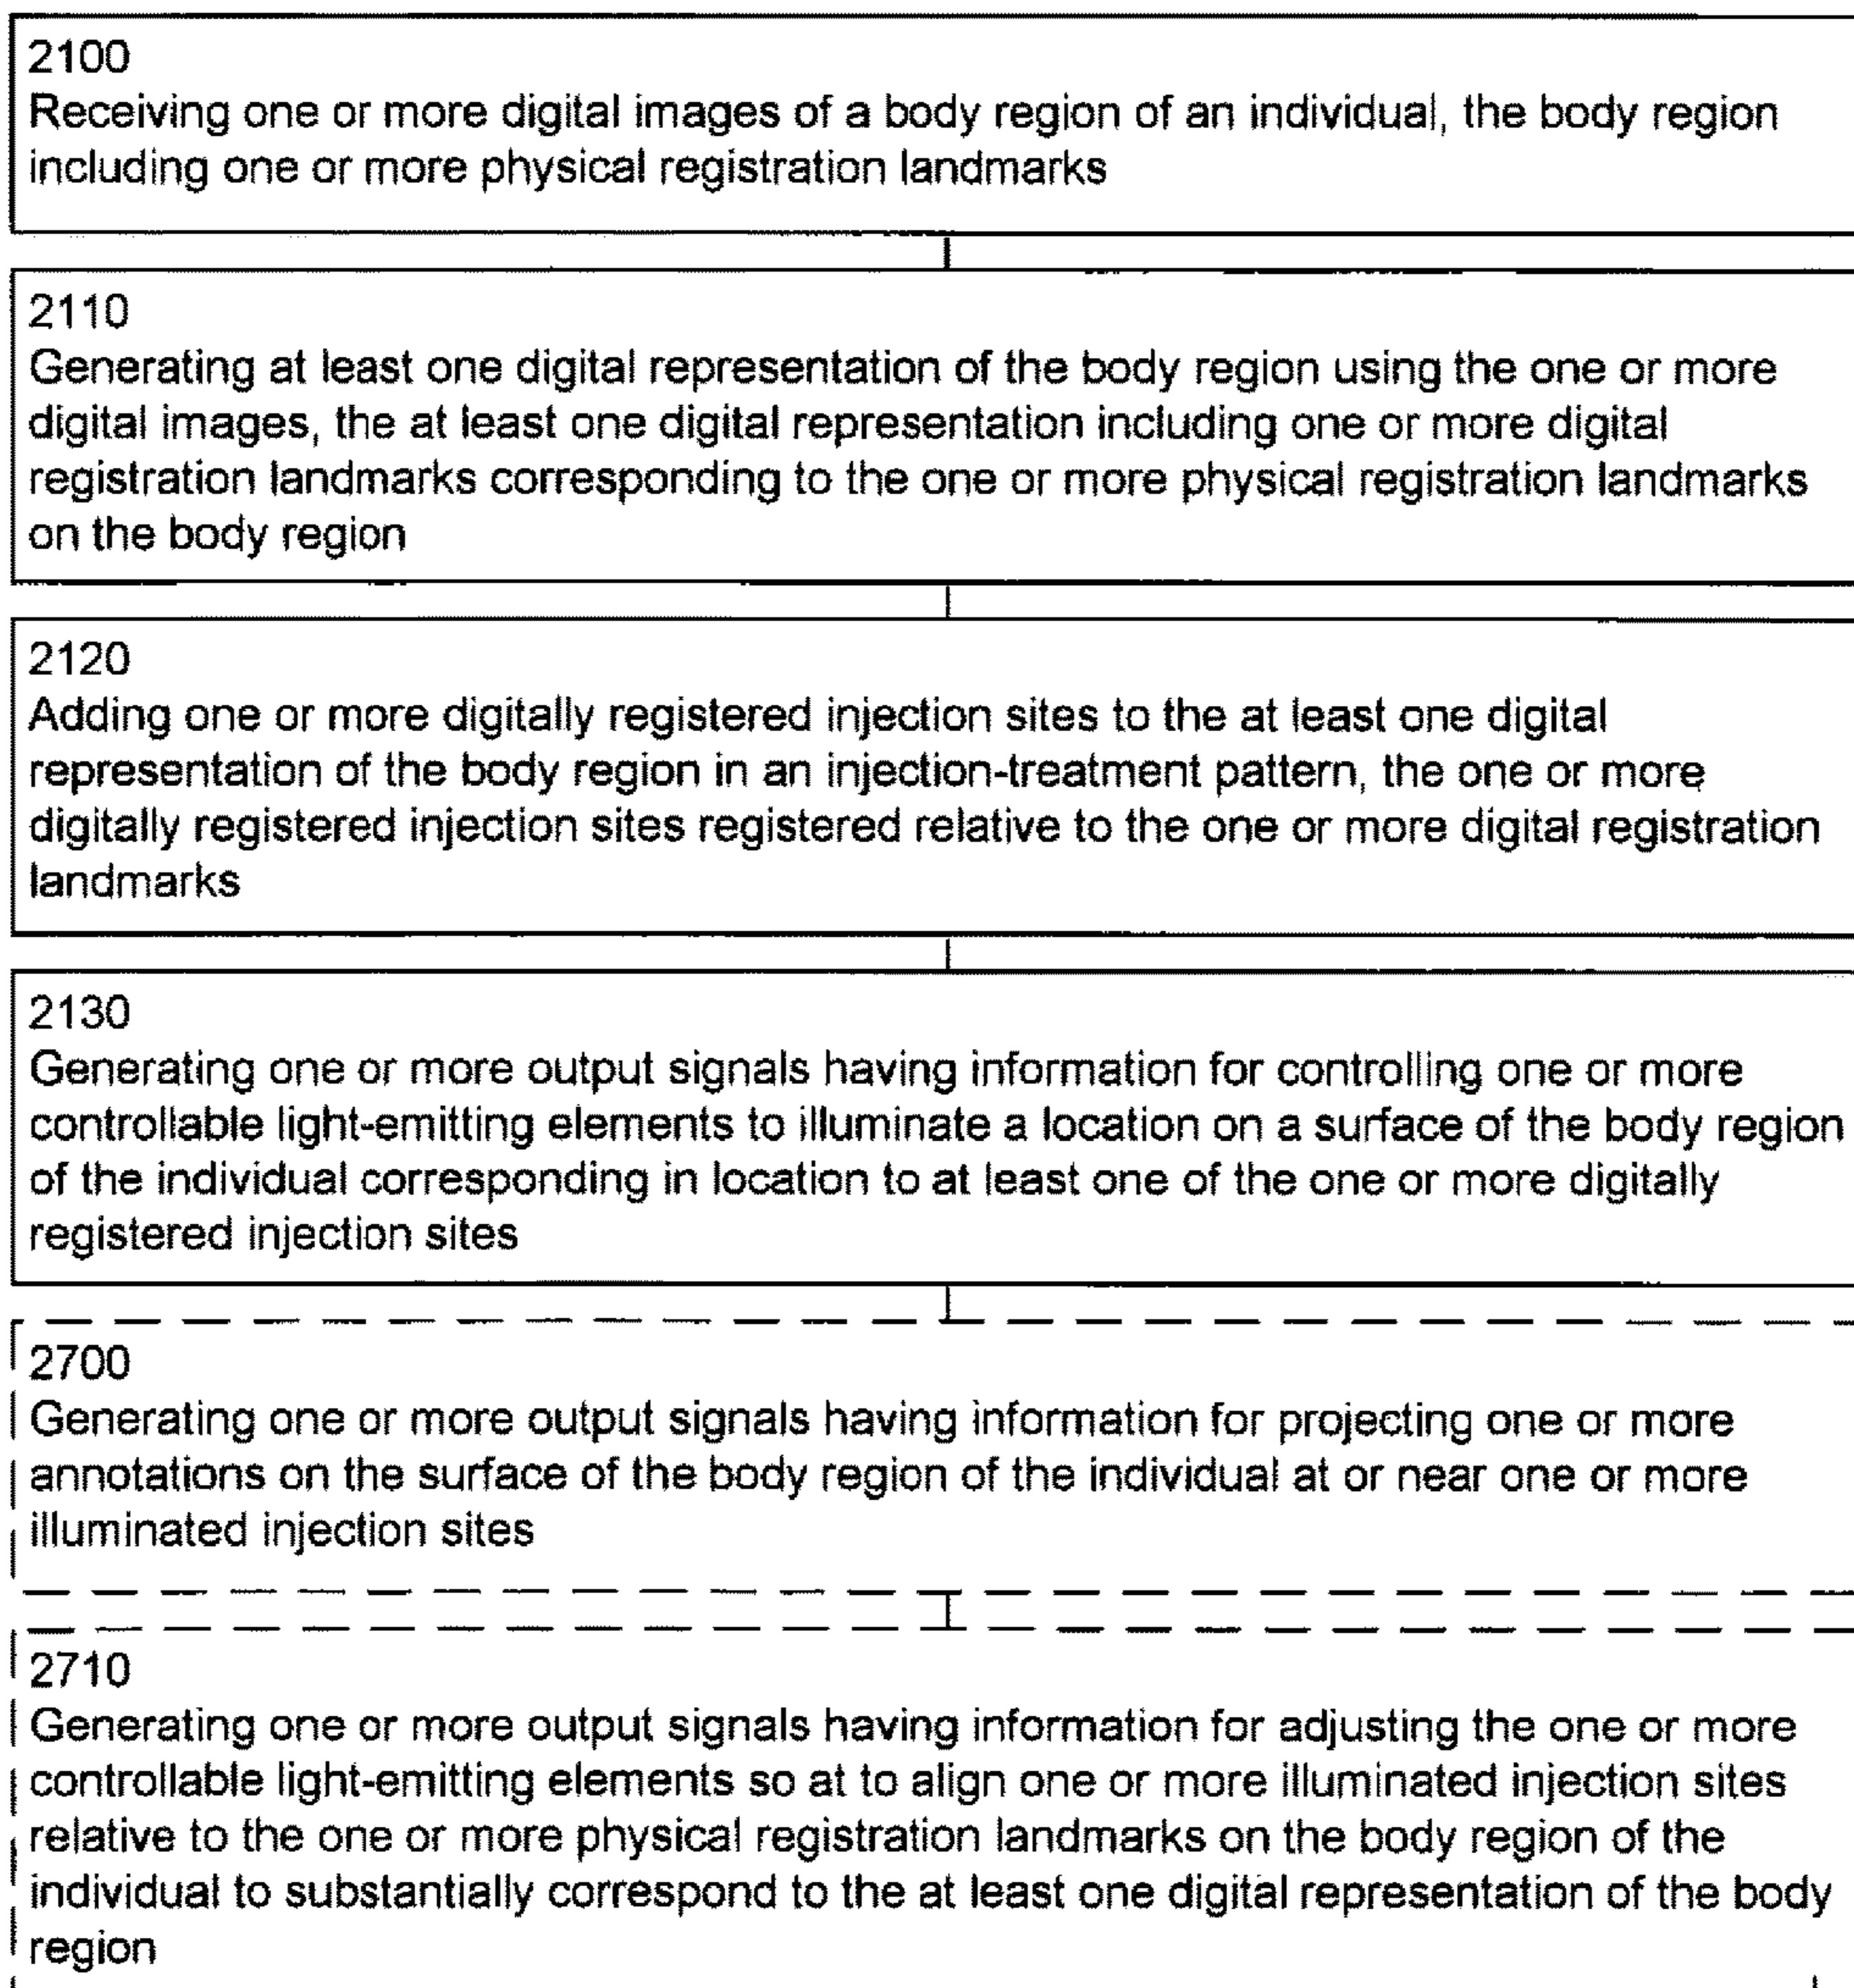 2100
Receiving one or more digital images of a body region of an individual, the body region
including one or more physical registration landmarks
2110
Generating at least one digital representation of the body region using the one or more
digital images, the at least one digital representation including one or more digital
registration landmarks corresponding to the one or more physical registration landmarks
on the body region
2120
Adding one or more digitally registered injection sites to the at least one digital
representation of the body region in an injection-treatment pattern, the one or more
digitally registered injection sites registered relative to the one or more digital registration
landmarks
2130
Generating one or more output signals having information for controlling one or more
controllable light-emitting elements to illuminate a location on a surface of the body region
of the individual corresponding in location to at least one of the one or more digitally
registered injection sites
2700
Generating one or more output signals having information for projecting one or more
annotations on the surface of the body region of the individual at or near one or more
illuminated injection sites
2710
Generating one or more output signals having information for adjusting the one or more
controllable light-emitting elements so at to align one or more illuminated injection sites
relative to the one or more physical registration landmarks on the body region of the
individual to substantially correspond to the at least one digital representation of the body
region